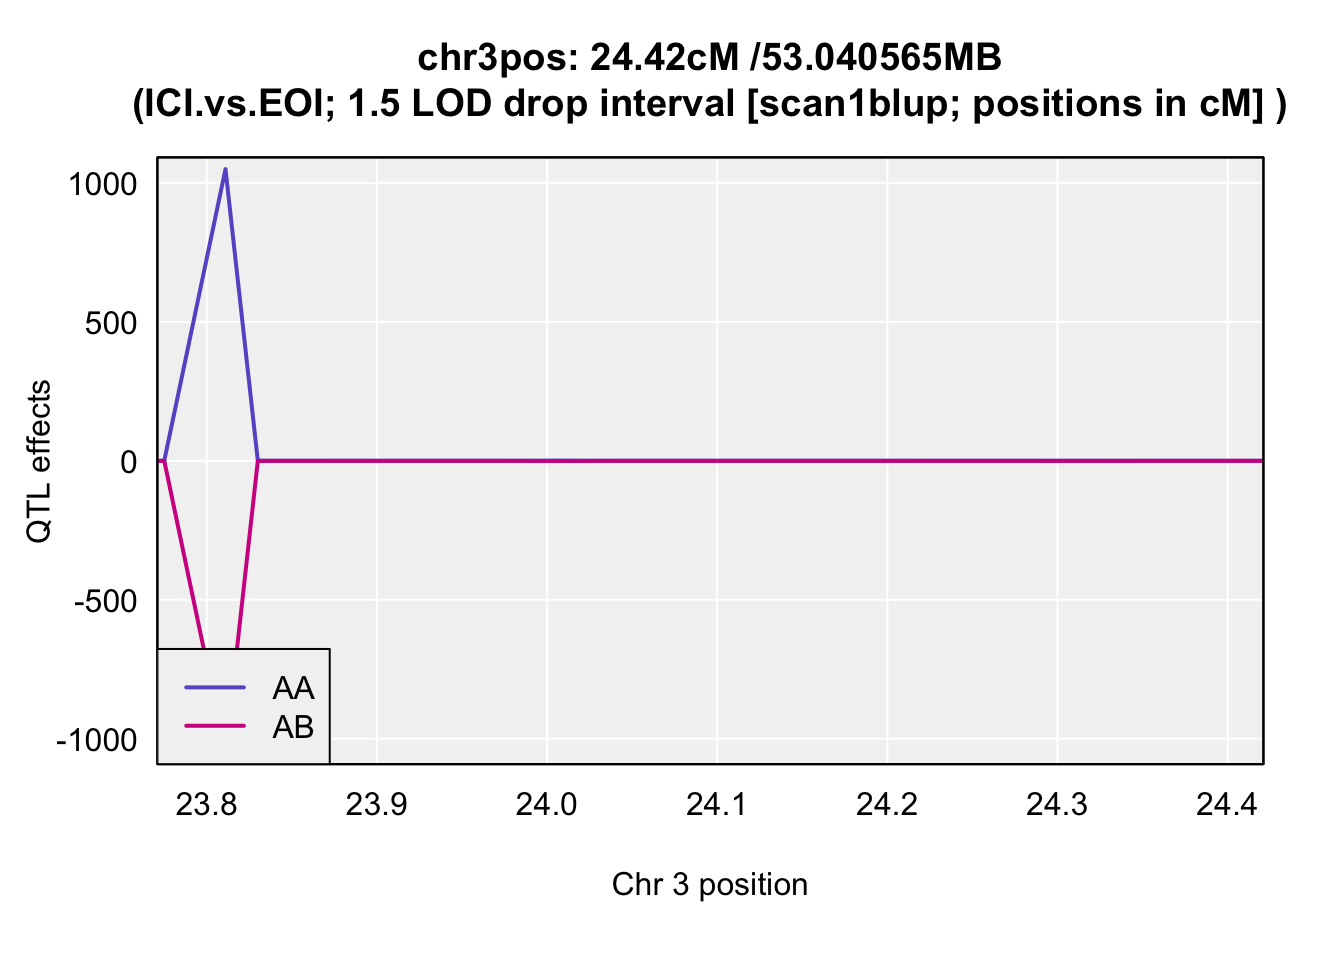 chr3pos: 24.42cM /53.040565MB
(ICI.vs.EOI; 1.5 LOD drop interval [scan1blup; positions in cM] )
1000
500
0
-500
-1000
QTL effects
AA
AB
23.8 23.9 24.0 24.1 24.2 24.3 24.4
Chr 3 position